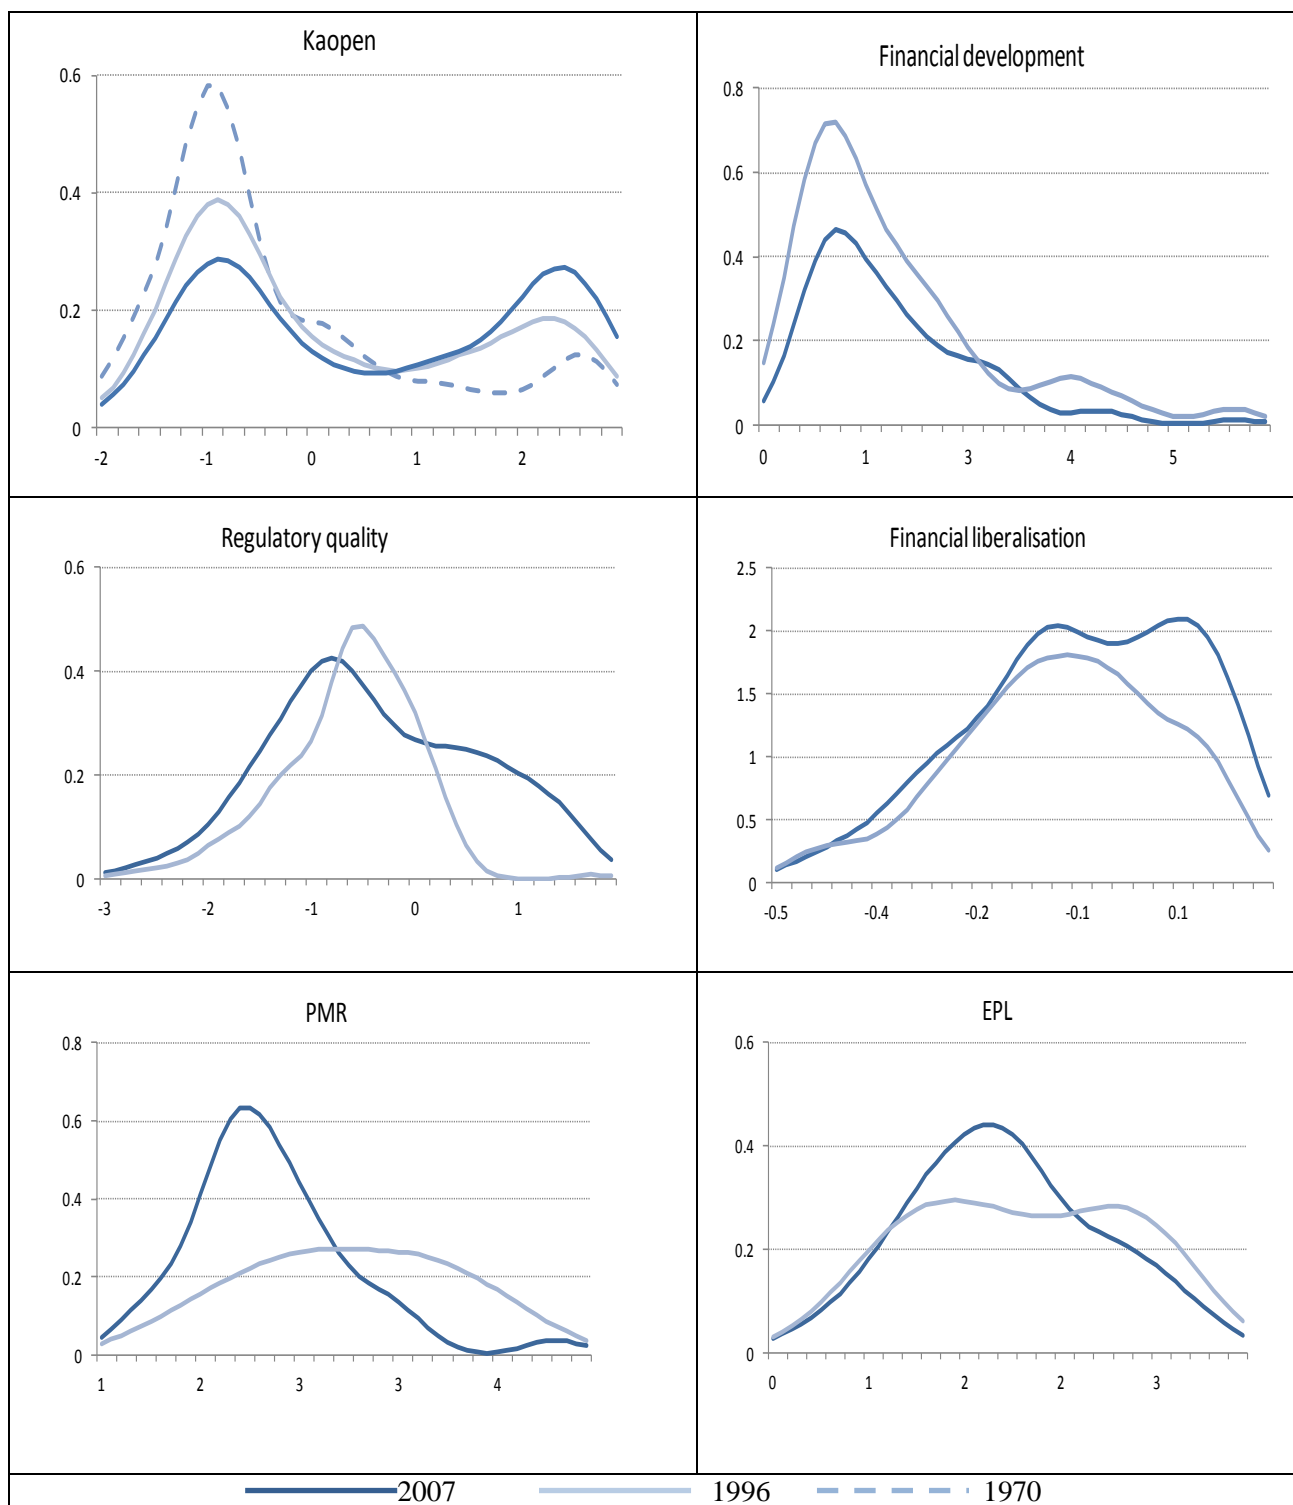 Kaopen
0.6
0.4
0.2
0
-2 -1 0 1 2
Financial development
0.8
0.6
0.4
0.2
0
0 1 3 4 5
Regulatory quality
0.6
0.4
0.2
0
-3 -2 -1 0 1
Financial liberalisation
2.5
2
1.5
1
0.5
0
-0.5 -0.4 -0.2 -0.1 0.1
PMR
0.8
0.6
0.4
0.2
0
1 2 3 3 4
EPL
0.6
0.4
0.2
0
0 1 2 2 3
2007 1996 1970